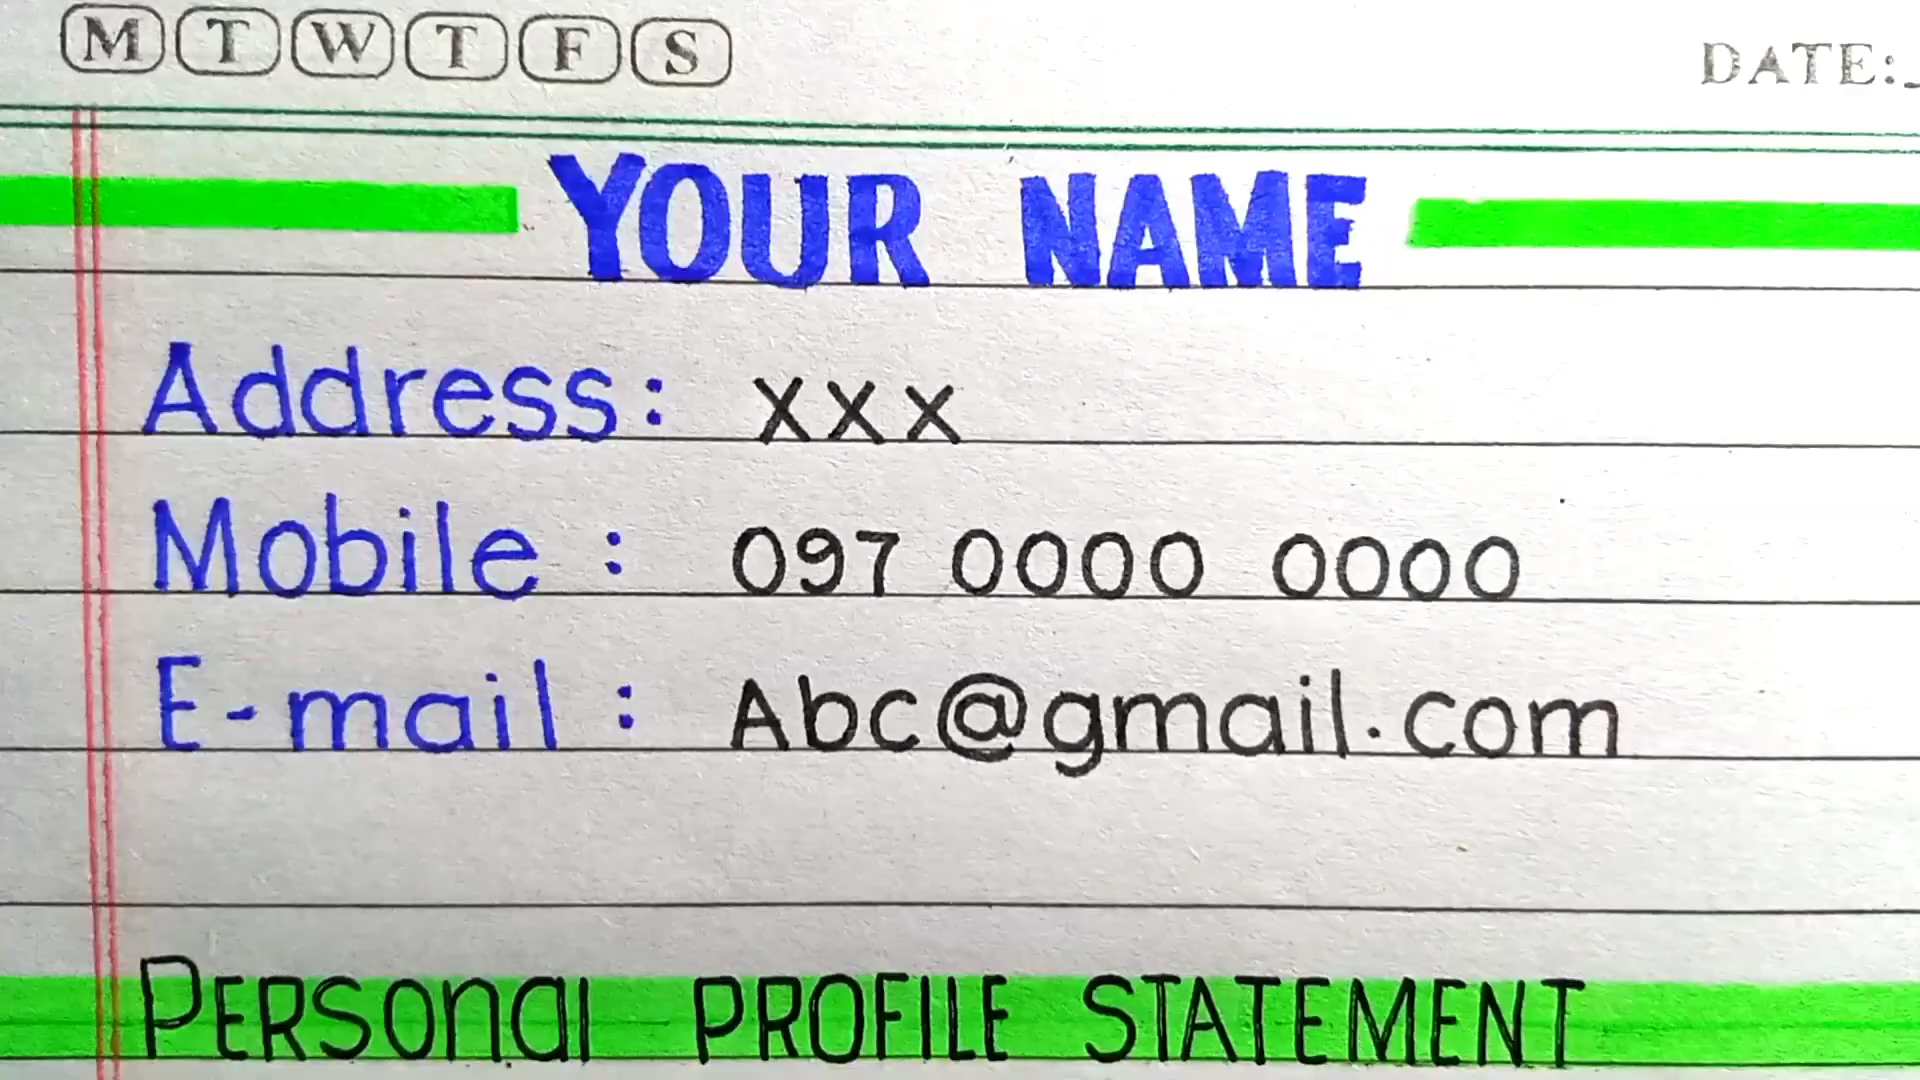 M T W T F S DATE:
YOUR NAME
Address: xxx
Mobile : 097 0000 0000
E-mail : Abc@gmail.com
PERSonal PROFILE STATEMENT